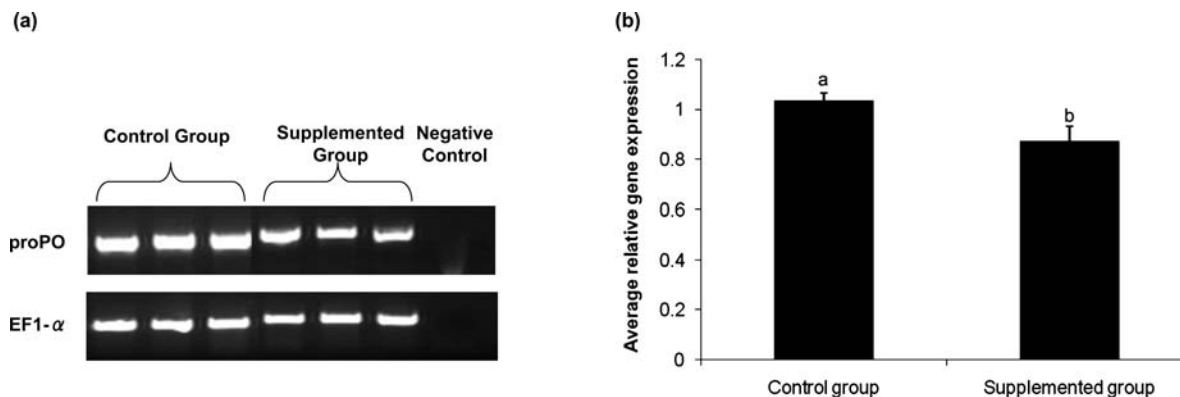 (a)
Control Group
Supplemented
Group
Negative
Control
proPO
EF1-α
(b)
Average relative gene expression
1.2
1
0.8
0.6
0.4
0.2
0
a
b
Control group
Supplemented group